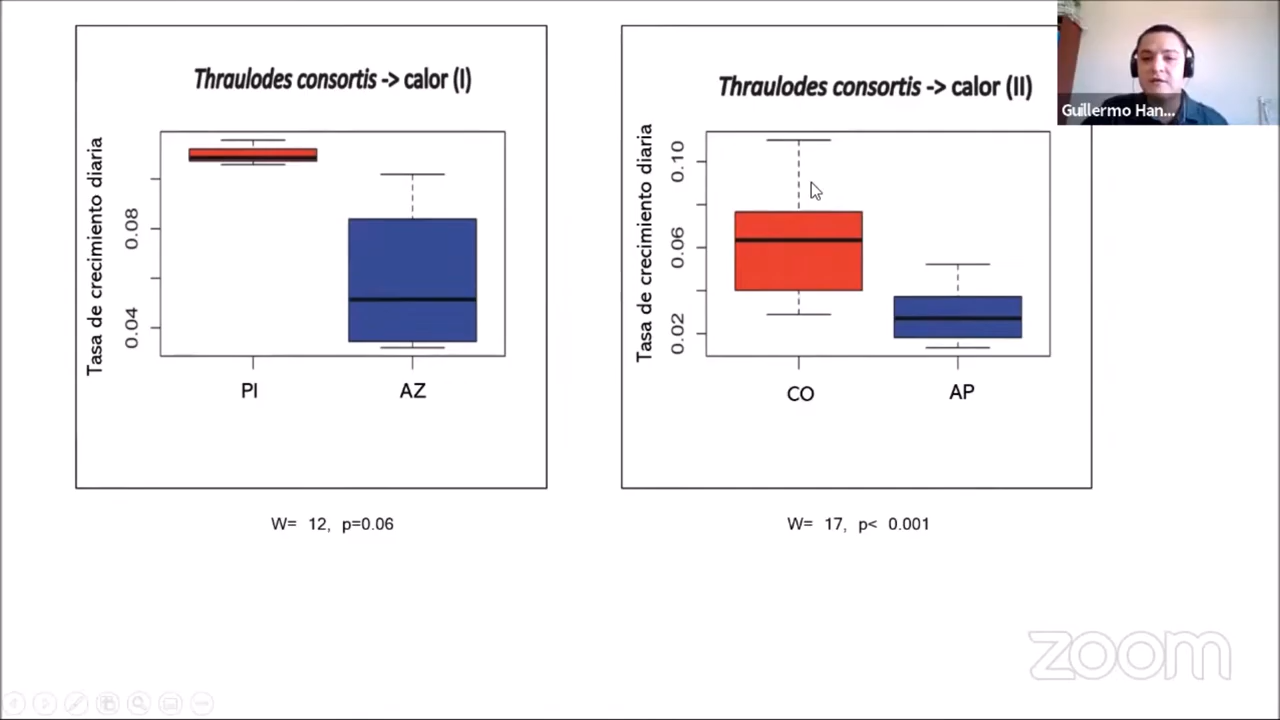 Thraulodes consortis -> calor (I)
Tasa de crecimiento diaria
0.08
0.04
PI
AZ
W= 12, p=0.06
Thraulodes consortis -> calor (II)
Tasa de crecimiento diaria
0.10
0.06
0.02
CO
AP
W= 17, p< 0.001
Guillermo Han...
zoom